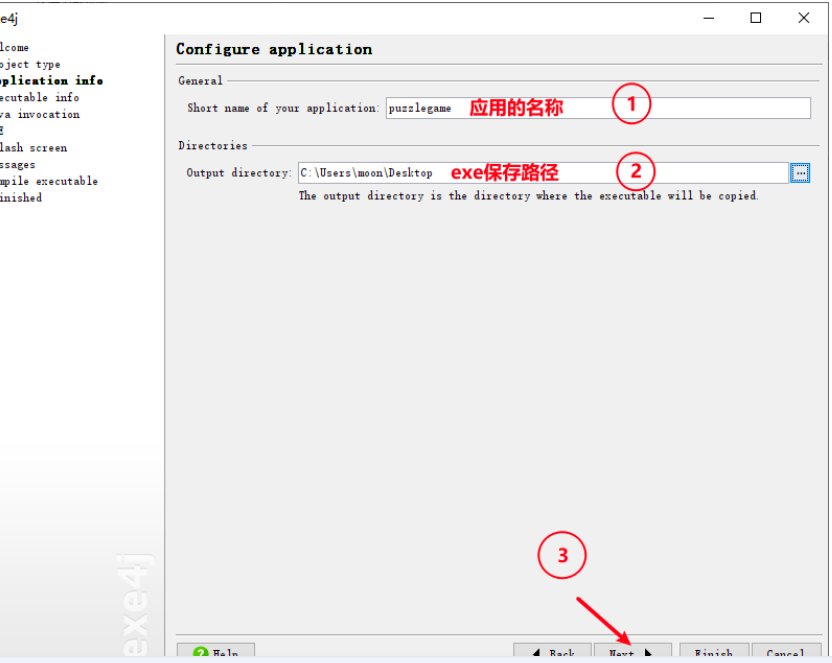 e4j
Configure application
lcome
oject type
plication info
ecutable info
va invocation
E
lash screen
ssages
mpile executable
inished
General
Short name of your application: puzzlegame 应用的名称 1
Directories
Output directory: C:\Users\moon\Desktop exe保存路径 2 ...
The output directory is the directory where the executable will be copied.
3
exe4j
Help
Back
Next
Finish
Cancel